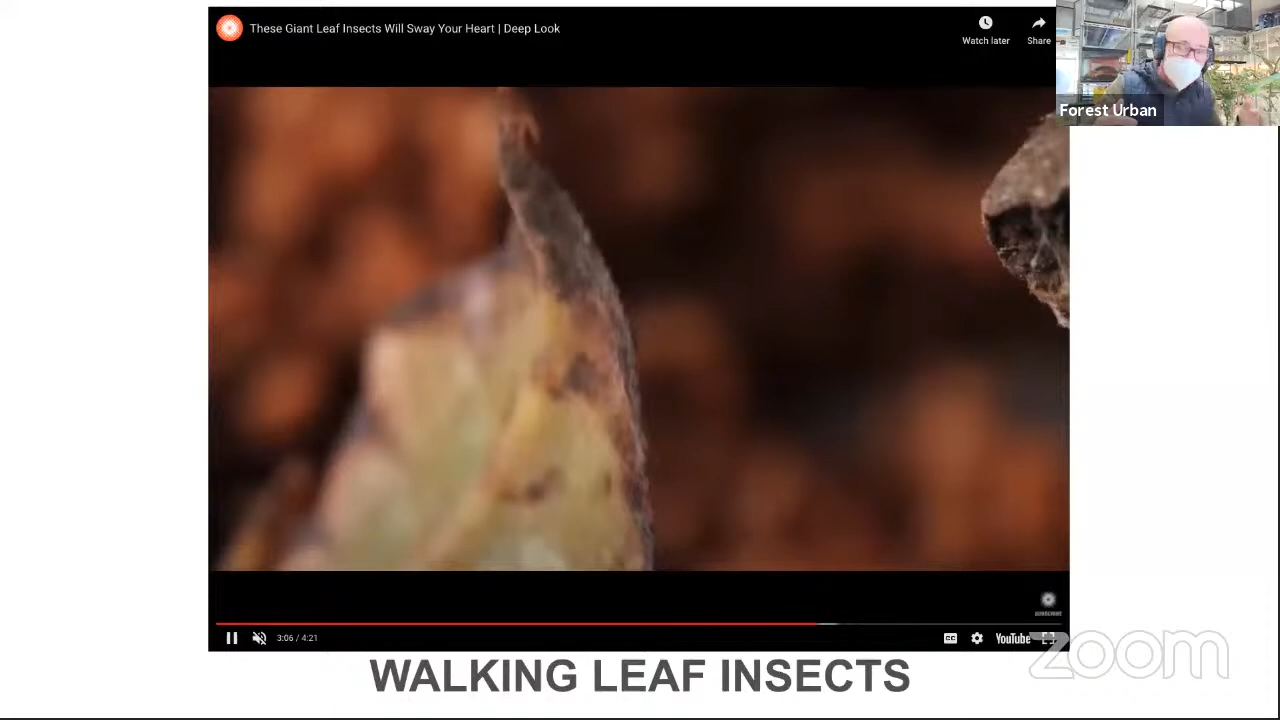 These Giant Leaf Insects Will Sway Your Heart | Deep Look
Watch later
Share
Forest Urban
3:06 / 4:21
CC
YouTube
WALKING LEAF INSECTS
zoom